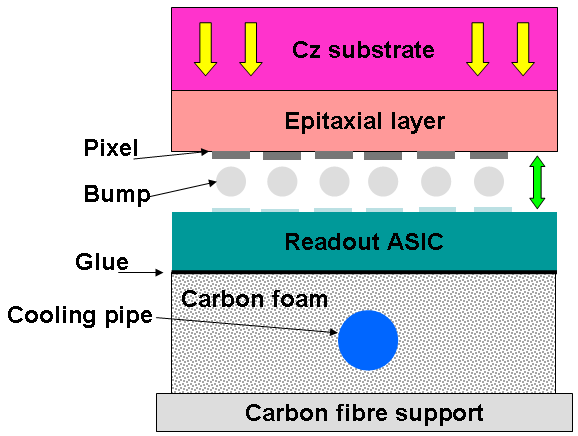 Cz substrate
Epitaxial layer
Pixel
Bump
Readout ASIC
Glue
Carbon foam
Cooling pipe
Carbon fibre support